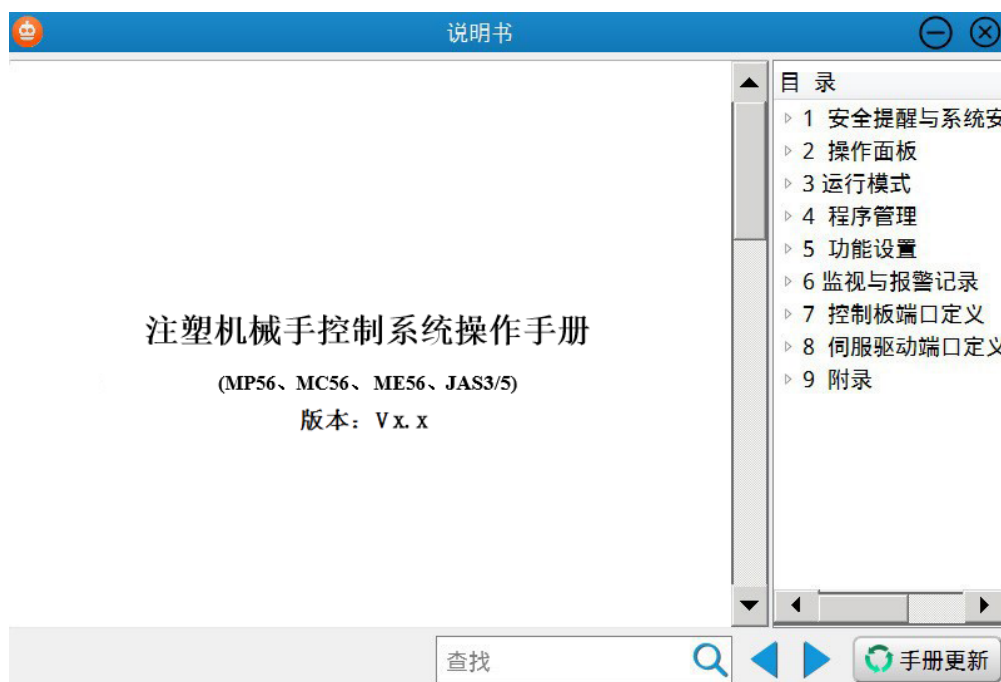 说明书
注塑机械手控制系统操作手册
(MP56、MC56、ME56、JAS3/5)
版本：Vx.x
目 录
1 安全提醒与系统安
2 操作面板
3 运行模式
4 程序管理
5 功能设置
6 监视与报警记录
7 控制板端口定义
8 伺服驱动端口定义
9 附录
查找
手册更新